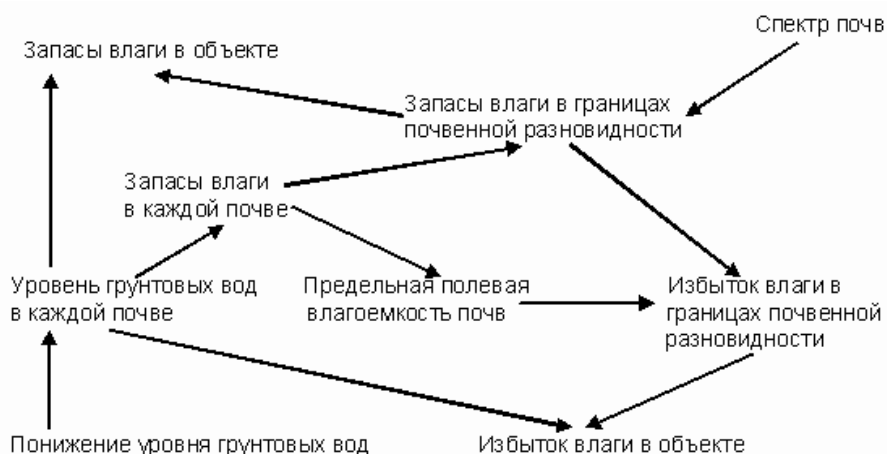 Спектр почв
Запасы влаги в объекте
Запасы влаги в границах
почвенной разновидности
Запасы влаги
в каждой почве
Уровень грунтовых вод
в каждой почве
Предельная полевая
влагоемкость почв
Избыток влаги в
границах почвенной
разновидности
Понижение уровня грунтовых вод
Избыток влаги в объекте